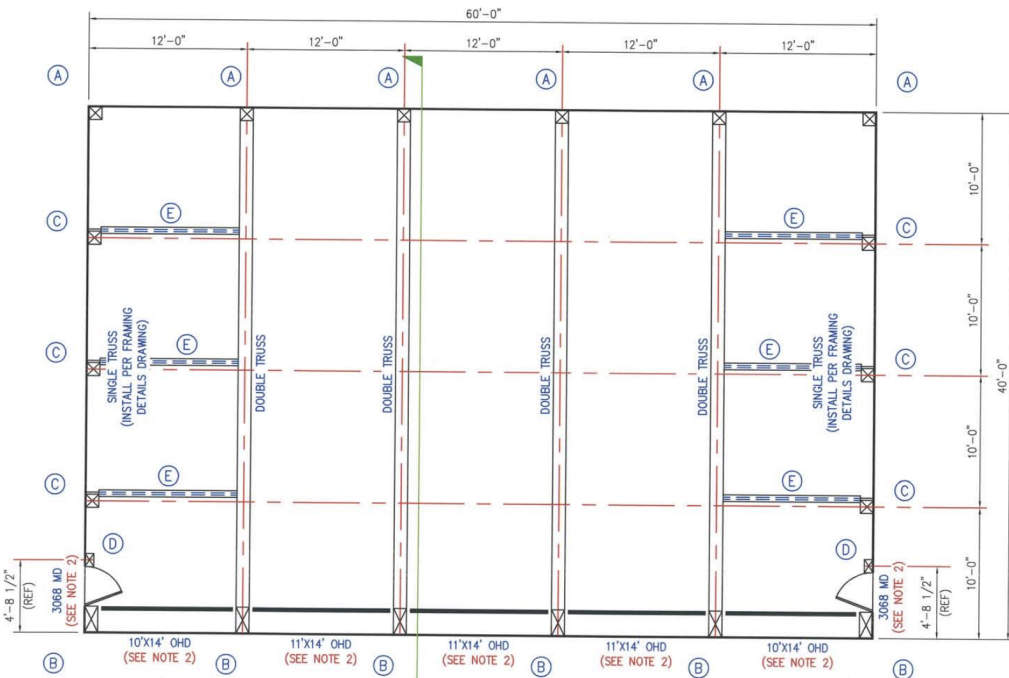 60'-0"
12'-0" 12'-0" 12'-0" 12'-0" 12'-0"
A A A A A A
10'-0"
C E E C
10'-0"
SINGLE TRUSS
(INSTALL PER FRAMING
DETAILS DRAWING)
DOUBLE TRUSS
DOUBLE TRUSS
DOUBLE TRUSS
DOUBLE TRUSS
SINGLE TRUSS
(INSTALL PER FRAMING
DETAILS DRAWING)
C E E C
40'-0"
10'-0"
C E E C
10'-0"
D D
4'-8 1/2"
(REF)
3068 MD
(SEE NOTE 2)
3068 MD
(SEE NOTE 2)
4'-8 1/2"
(REF)
10'X14' OHD
(SEE NOTE 2)
11'X14' OHD
(SEE NOTE 2)
11'X14' OHD
(SEE NOTE 2)
11'X14' OHD
(SEE NOTE 2)
10'X14' OHD
(SEE NOTE 2)
B B B B B B